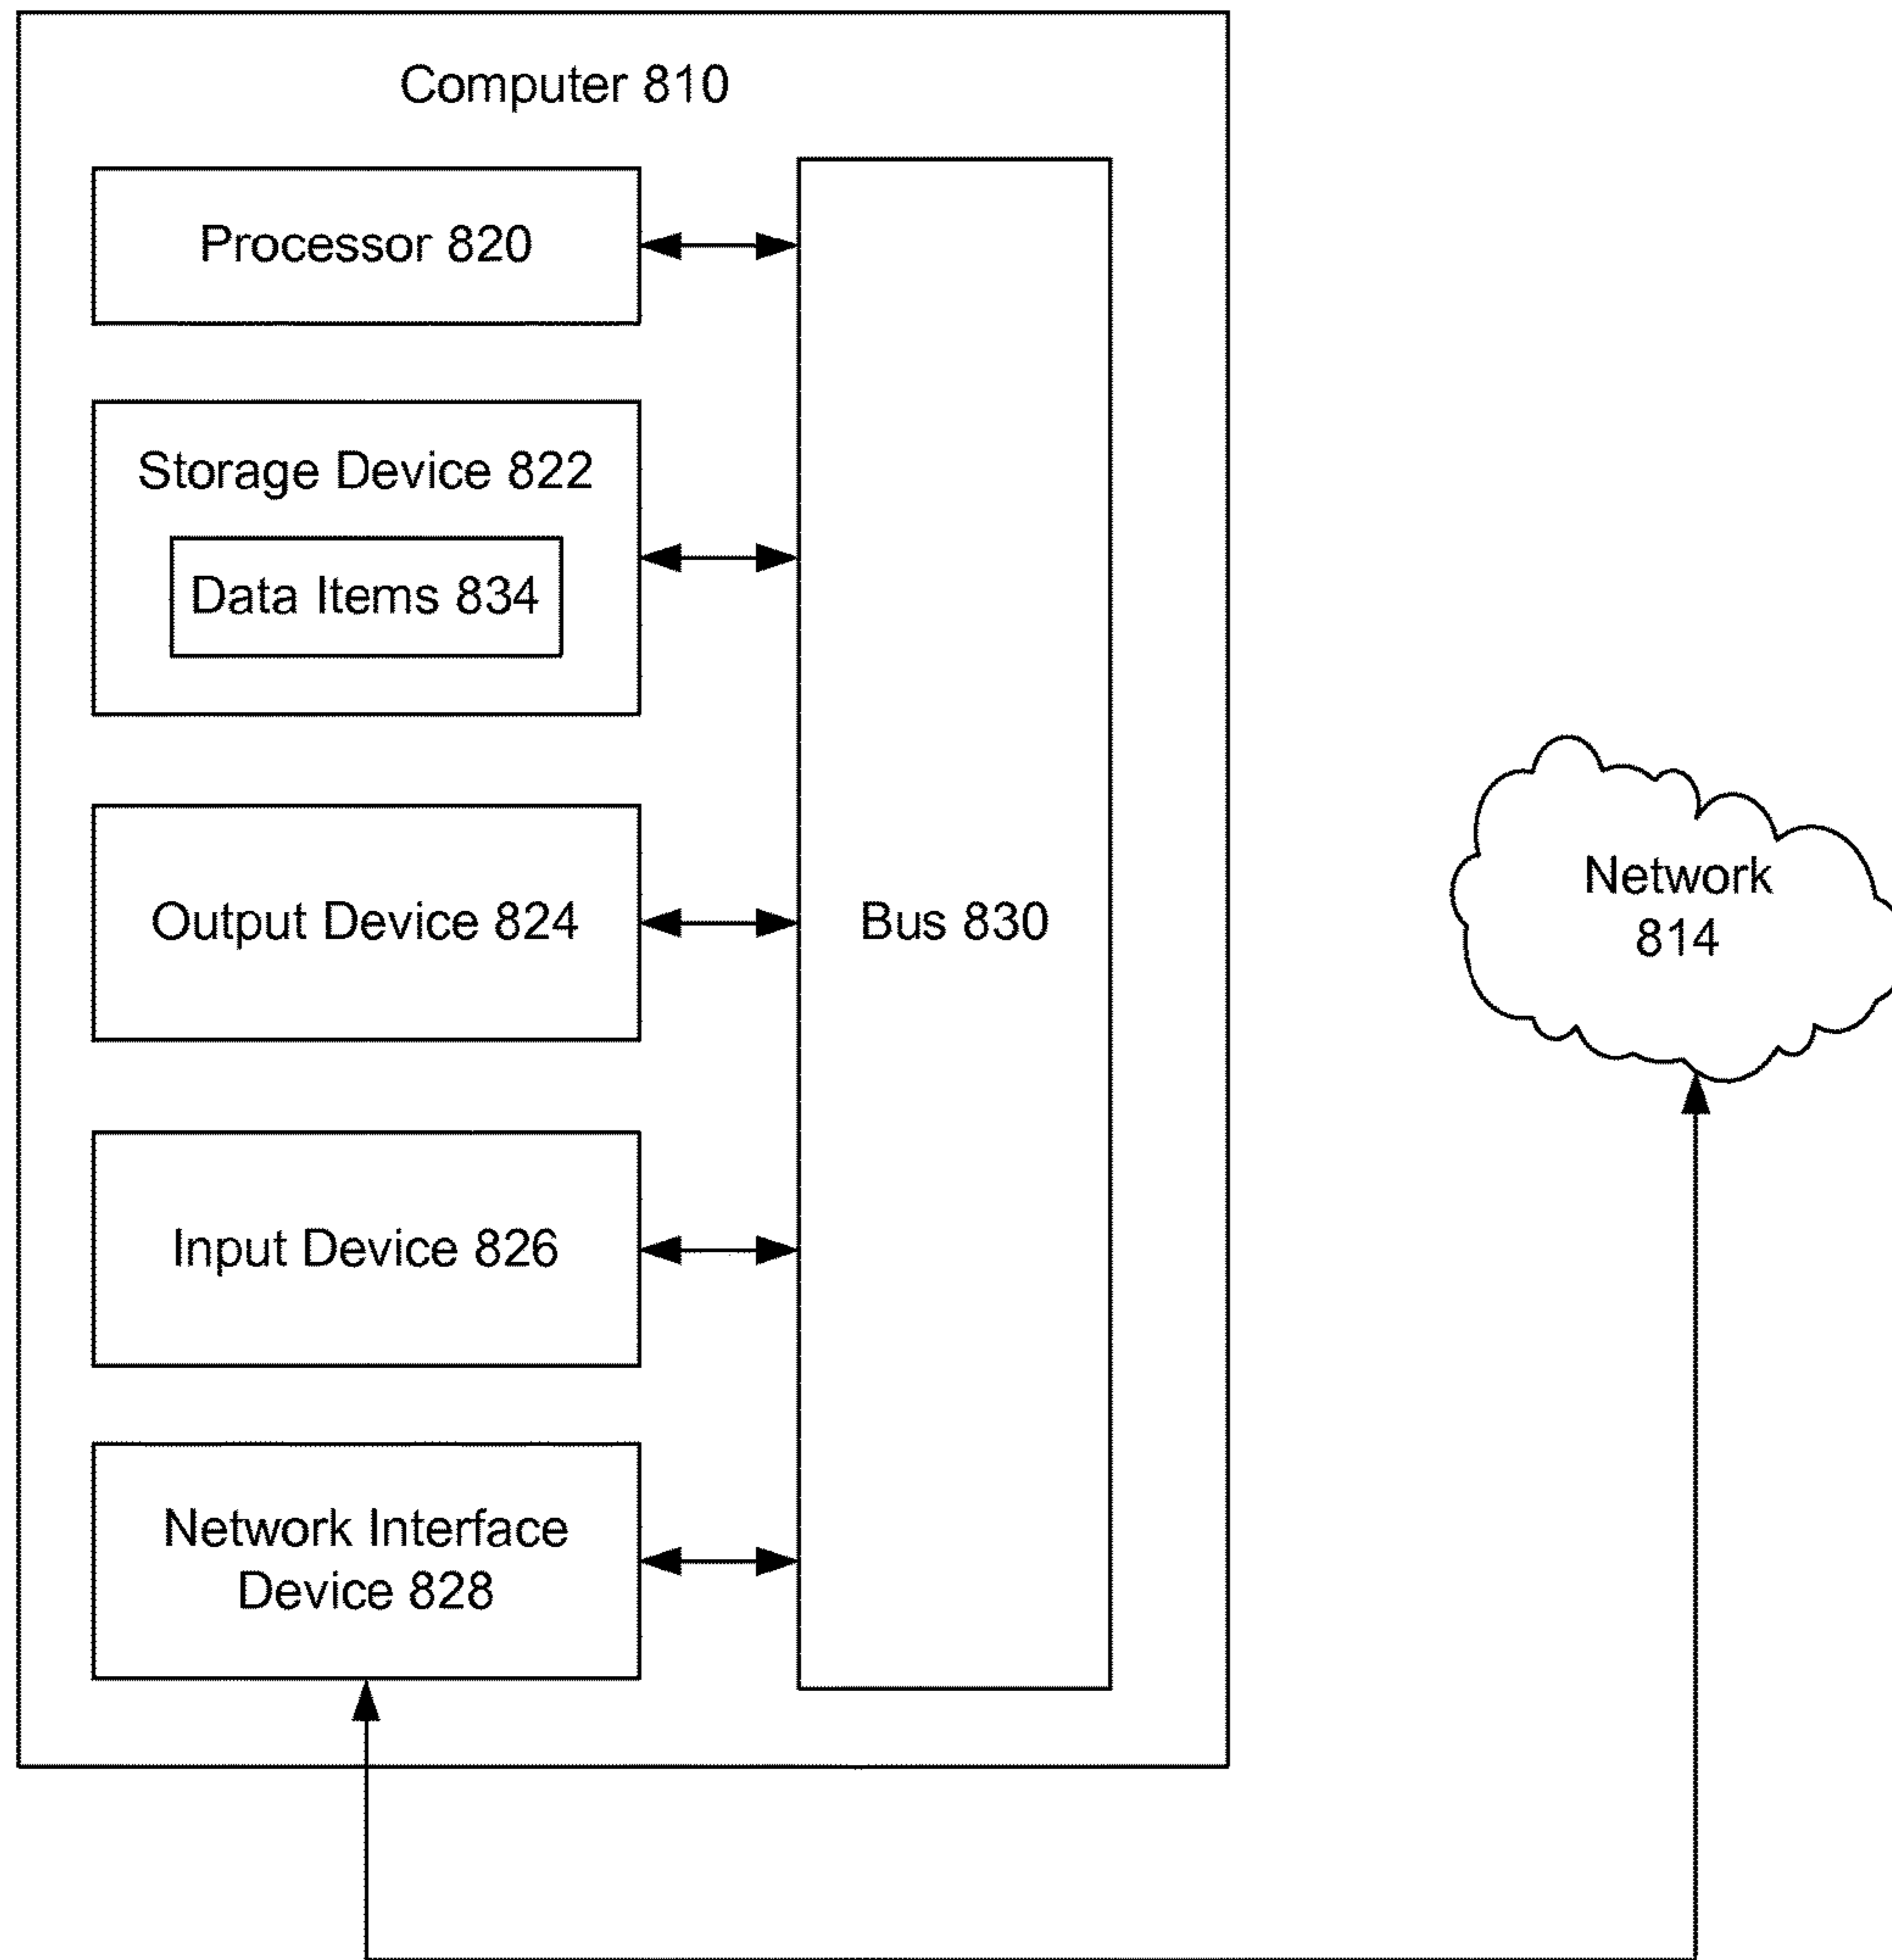 Computer 810
Processor 820
Storage Device 822
Data Items 834
Output Device 824
Input Device 826
Network Interface
Device 828
Bus 830
Network
814